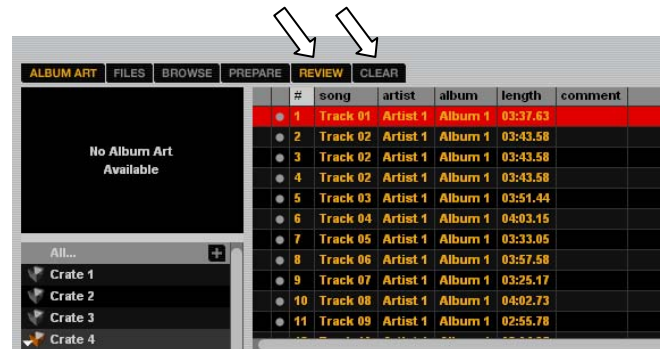 ALBUM ART FILES BROWSE PREPARE REVIEW CLEAR
# song artist album length comment
1 Track 01 Artist 1 Album 1 03:37.63
2 Track 02 Artist 1 Album 1 03:43.58
3 Track 02 Artist 1 Album 1 03:43.58
4 Track 02 Artist 1 Album 1 03:43.58
5 Track 03 Artist 1 Album 1 03:51.44
6 Track 04 Artist 1 Album 1 04:03.15
7 Track 05 Artist 1 Album 1 03:33.05
8 Track 06 Artist 1 Album 1 03:57.58
9 Track 07 Artist 1 Album 1 03:25.17
10 Track 08 Artist 1 Album 1 04:02.73
11 Track 09 Artist 1 Album 1 02:55.78
No Album Art
Available
All...
Crate 1
Crate 2
Crate 3
Crate 4